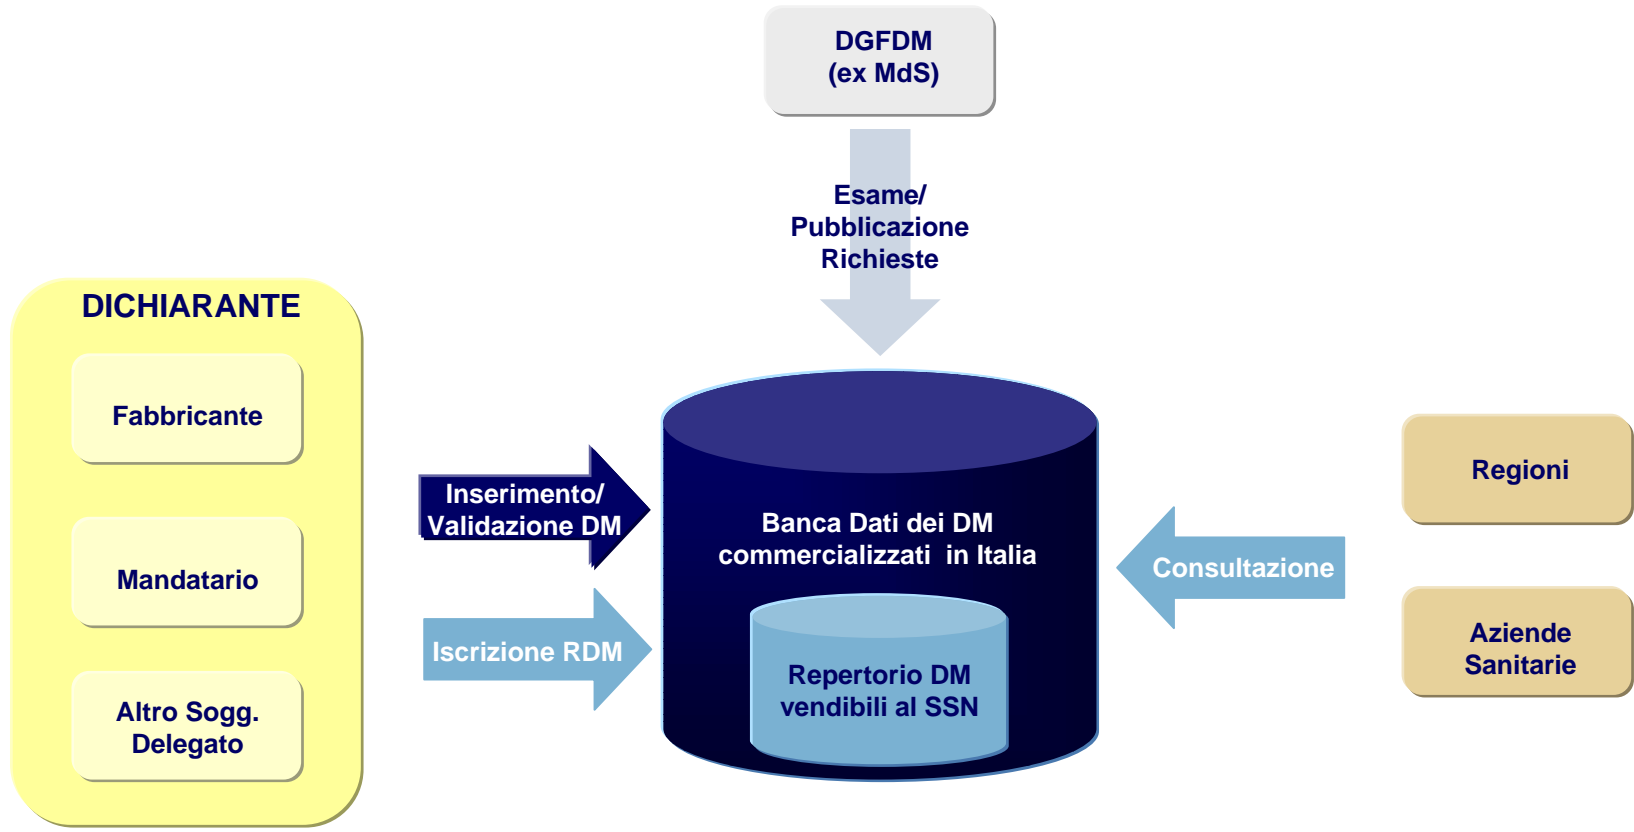 DGFDM
(ex MdS)
Esame/
Pubblicazione
Richieste
DICHIARANTE
Fabbricante
Mandatario
Altro Sogg.
Delegato
Inserimento/
Validazione DM
Iscrizione RDM
Banca Dati dei DM
commercializzati in Italia
Repertorio DM
vendibili al SSN
Consultazione
Regioni
Aziende
Sanitarie